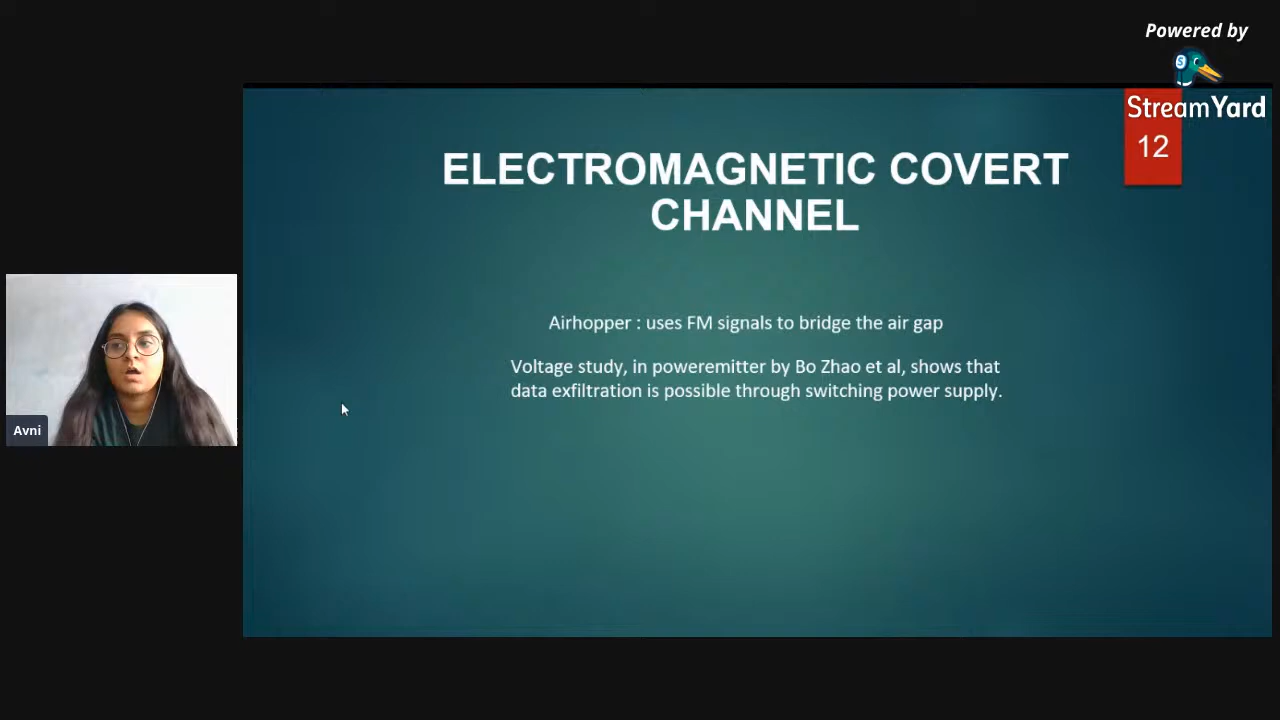 Powered by
StreamYard
12
ELECTROMAGNETIC COVERT
CHANNEL
Airhopper : uses FM signals to bridge the air gap
Voltage study, in poweremitter by Bo Zhao et al, shows that
data exfiltration is possible through switching power supply.
Avni